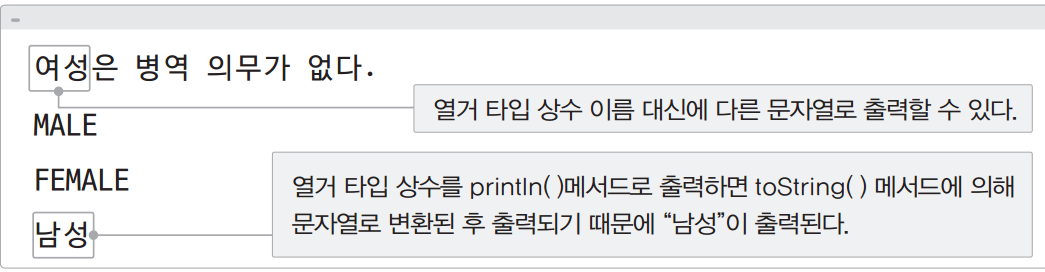 여성은 병역 의무가 없다.
열거 타입 상수 이름 대신에 다른 문자열로 출력할 수 있다.
MALE
FEMALE
열거 타입 상수를 println( )메서드로 출력하면 toString( ) 메서드에 의해
문자열로 변환된 후 출력되기 때문에 “남성”이 출력된다.
남성